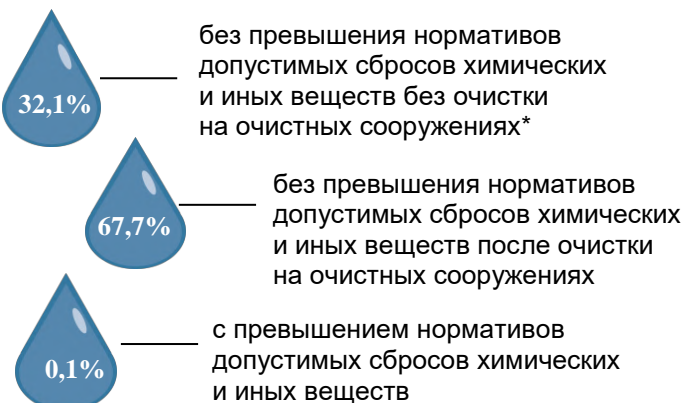 без превышения нормативов
допустимых сбросов химических
и иных веществ без очистки
на очистных сооружениях*
32,1%
без превышения нормативов
допустимых сбросов химических
и иных веществ после очистки
на очистных сооружениях
67,7%
с превышением нормативов
допустимых сбросов химических
и иных веществ
0,1%